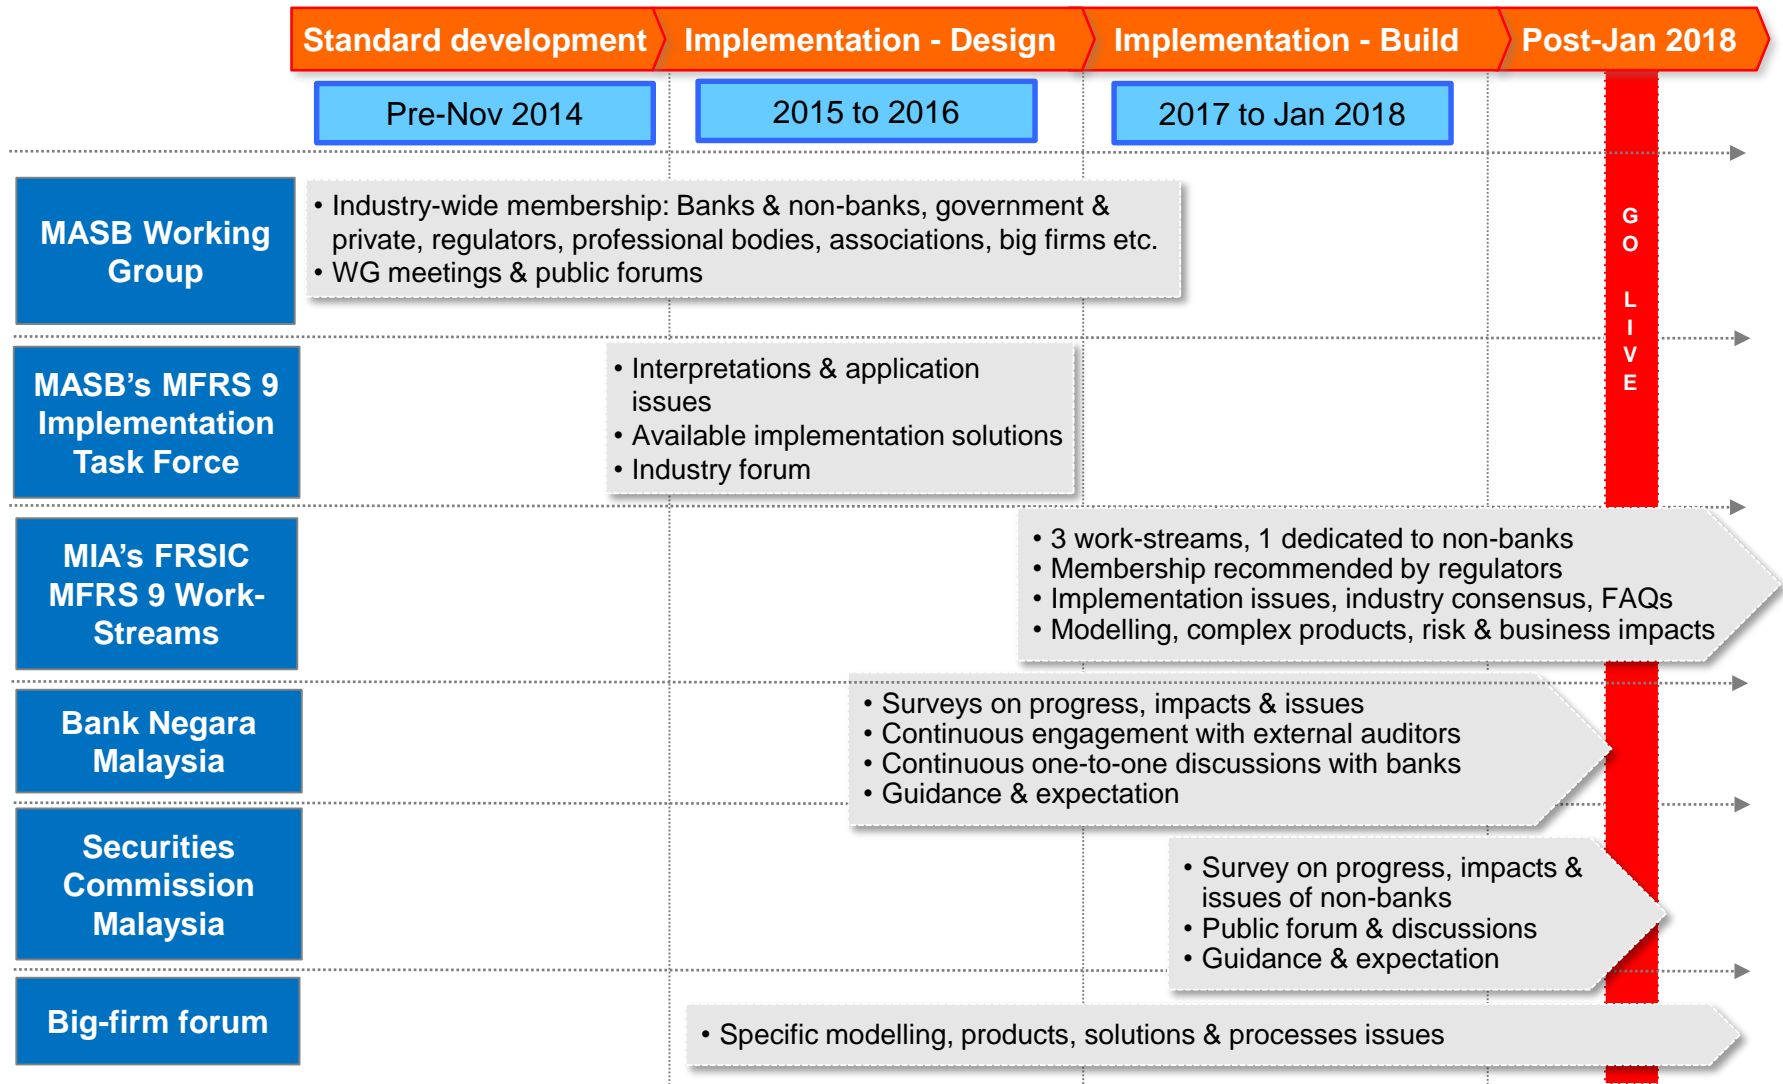 Standard development
Implementation - Design
Implementation - Build
Post-Jan 2018
Pre-Nov 2014
2015 to 2016
2017 to Jan 2018
G
O
L
I
V
E
MASB Working
Group
• Industry-wide membership: Banks & non-banks, government &
private, regulators, professional bodies, associations, big firms etc.
• WG meetings & public forums
MASB’s MFRS 9
Implementation
Task Force
• Interpretations & application
issues
• Available implementation solutions
• Industry forum
MIA’s FRSIC
MFRS 9 Work-
Streams
• 3 work-streams, 1 dedicated to non-banks
• Membership recommended by regulators
• Implementation issues, industry consensus, FAQs
• Modelling, complex products, risk & business impacts
Bank Negara
Malaysia
• Surveys on progress, impacts & issues
• Continuous engagement with external auditors
• Continuous one-to-one discussions with banks
• Guidance & expectation
Securities
Commission
Malaysia
• Survey on progress, impacts &
issues of non-banks
• Public forum & discussions
• Guidance & expectation
Big-firm forum
• Specific modelling, products, solutions & processes issues